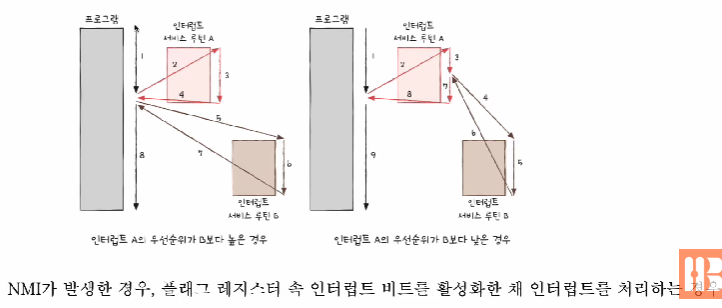 프로그램
인터럽트
서비스 루틴 A
1
2
3
4
5
6
7
8
인터럽트
서비스 루틴 B
인터럽트 A의 우선순위가 B보다 높은 경우
프로그램
인터럽트
서비스 루틴 A
1
2
3
4
5
6
7
8
9
인터럽트
서비스 루틴 B
인터럽트 A의 우선순위가 B보다 낮은 경우
NMI가 발생한 경우, 플래그 레지스터 속 인터럽트 비트를 활성화한 채 인터럽트를 처리하는 경우